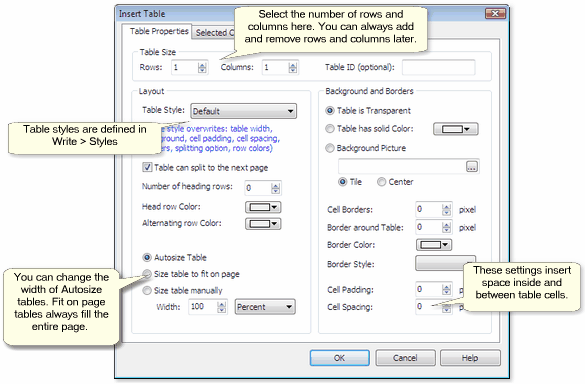 Insert Table
Select the number of rows and
columns here. You can always add
and remove rows and columns later.
Table Properties
Selected C
Table Size
Rows: 1
Columns: 1
Table ID (optional):
Layout
Table Style: Default
Table styles are defined in
Write > Styles
style overwrites: table width,
ground, cell padding, cell spacing,
ers, splitting option, row colors)
Table can split to the next page
Number of heading rows: 0
Head row Color:
Alternating row Color:
Autosize Table
Size table to fit on page
Size table manually
Width: 100 Percent
You can change the
width of Autosize
tables. Fit on page
tables always fill the
entire page.
Background and Borders
Table is Transparent
Table has solid Color:
Background Picture
...
Tile
Center
Cell Borders: 0 pixel
Border around Table: 0 pixel
Border Color:
Border Style:
These settings insert
space inside and
between table cells.
Cell Padding: 0
Cell Spacing: 0 pixel
OK
Cancel
Help